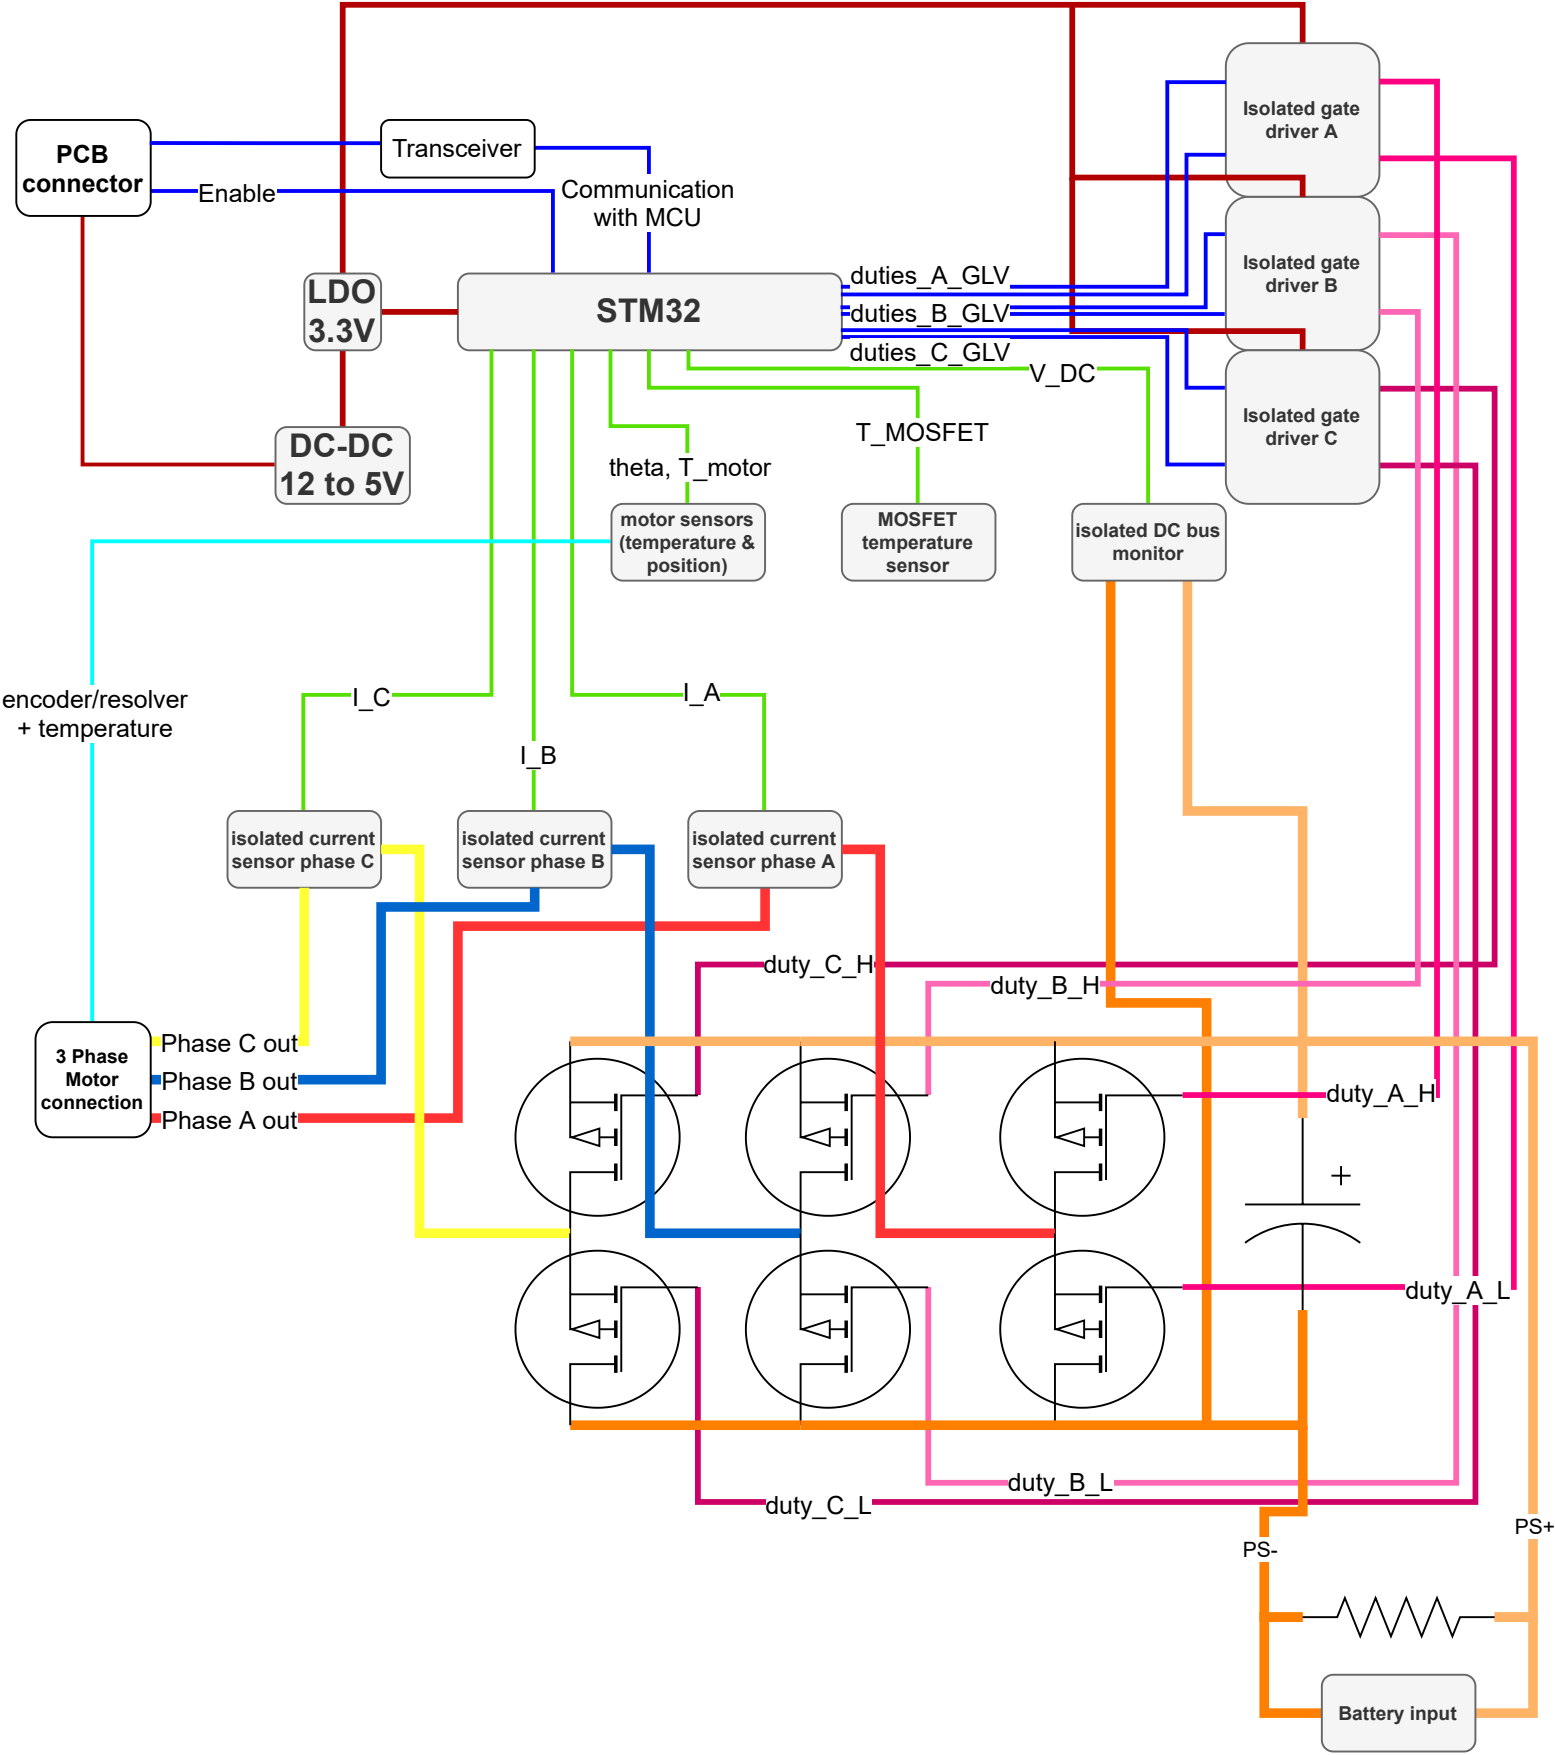 Isolated gate
driver A
PCB
connector
Transceiver
Enable
Communication
with MCU
Isolated gate
driver B
LDO
3.3V
STM32
duties_A_GLV
duties_B_GLV
duties_C_GLV
V_DC
Isolated gate
driver C
DC-DC
12 to 5V
T_MOSFET
theta, T_motor
motor sensors
(temperature &
position)
MOSFET
temperature
sensor
isolated DC bus
monitor
encoder/resolver
+ temperature
I_C
I_A
I_B
isolated current
sensor phase C
isolated current
sensor phase B
isolated current
sensor phase A
duty_C_H
duty_B_H
3 Phase
Motor
connection
Phase C out
Phase B out
Phase A out
duty_A_H
+
duty_A_L
duty_B_L
duty_C_L
PS+
PS-
Battery input